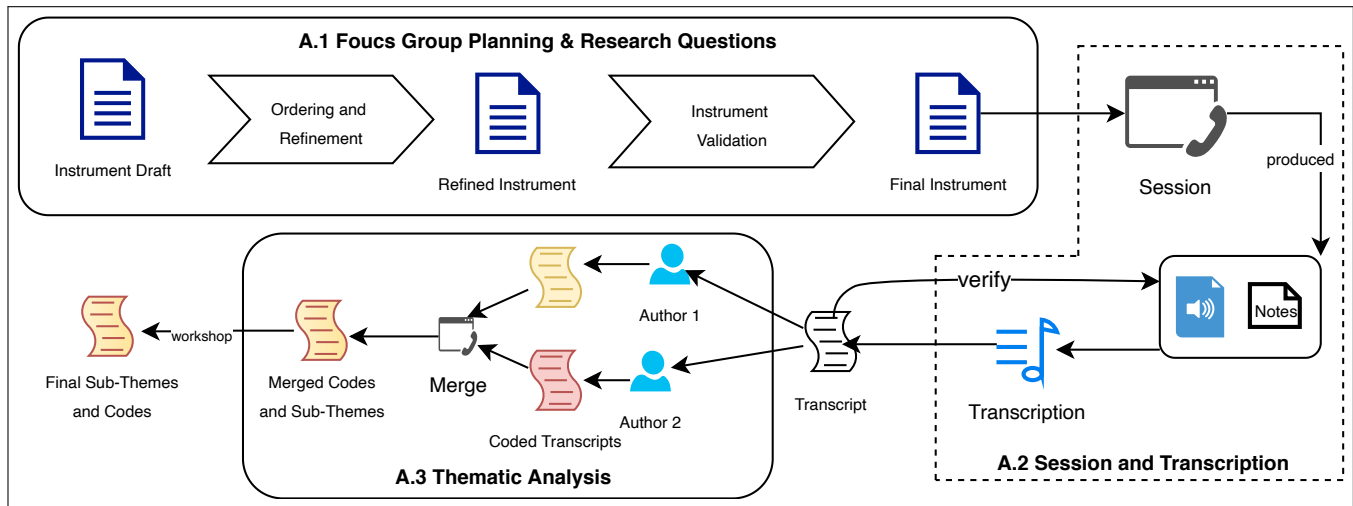 A.1 Foucs Group Planning & Research Questions
Instrument Draft
Ordering and
Refinement
Refined Instrument
Instrument
Validation
Final Instrument
Session
produced
Notes
verify
Transcription
A.2 Session and Transcription
Transcript
Author 1
Author 2
Coded Transcripts
Merge
Merged Codes
and Sub-Themes
A.3 Thematic Analysis
workshop
Final Sub-Themes
and Codes